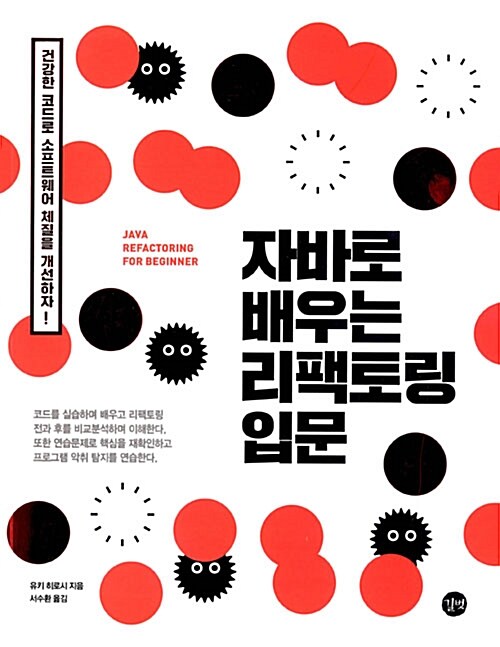 건강한 코드로 소프트웨어 체질을 개선하자!
JAVA
REFACTORING
FOR BEGINNER
자바로
배우는
리팩토링
입문
코드를 실습하며 배우고 리팩토링
전과 후를 비교분석하여 이해한다.
또한 연습문제로 핵심을 재확인하고
프로그램 악취 탐지를 연습한다.
유키 히로시 지음
서수환 옮김
길벗